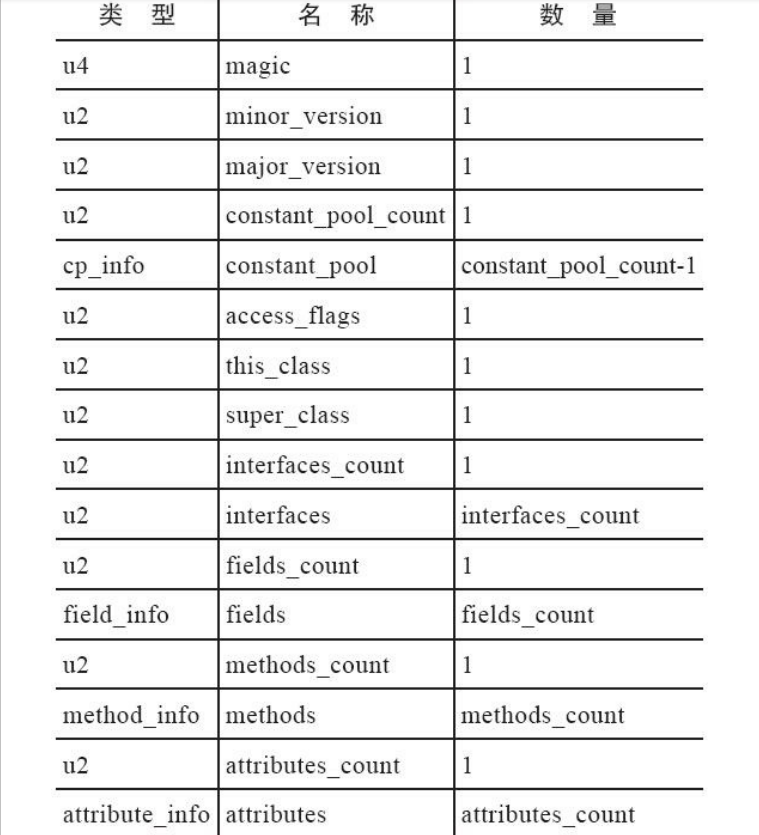 类 型 名 称 数 量
u4 magic 1
u2 minor_version 1
u2 major_version 1
u2 constant_pool_count 1
cp_info constant_pool constant_pool_count-1
u2 access_flags 1
u2 this_class 1
u2 super_class 1
u2 interfaces_count 1
u2 interfaces interfaces_count
u2 fields_count 1
field_info fields fields_count
u2 methods_count 1
method_info methods methods_count
u2 attributes_count 1
attribute_info attributes attributes_count